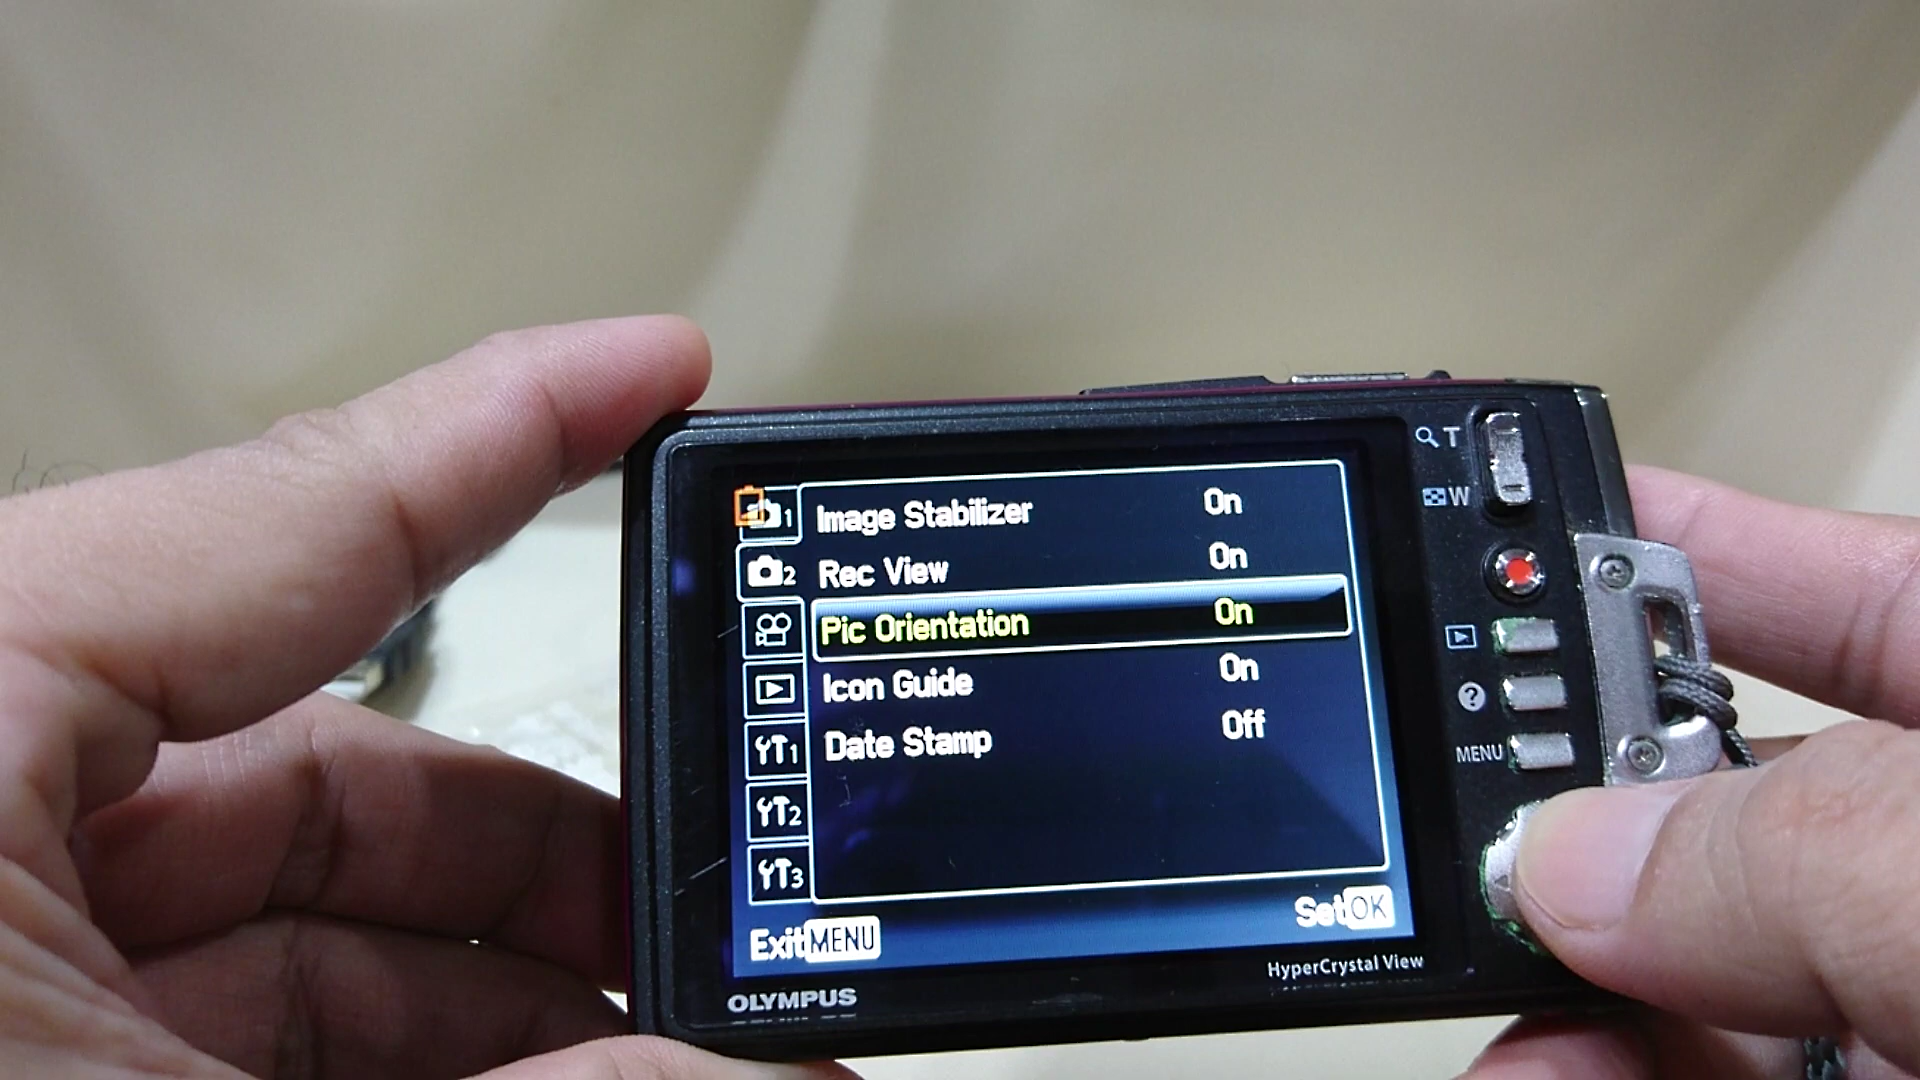 T
W
1
Image Stabilizer On
2
Rec View On
Pic Orientation On
Icon Guide On
?
1
Date Stamp Off
MENU
2
3
Set OK
Exit MENU
HyperCrystal View
OLYMPUS